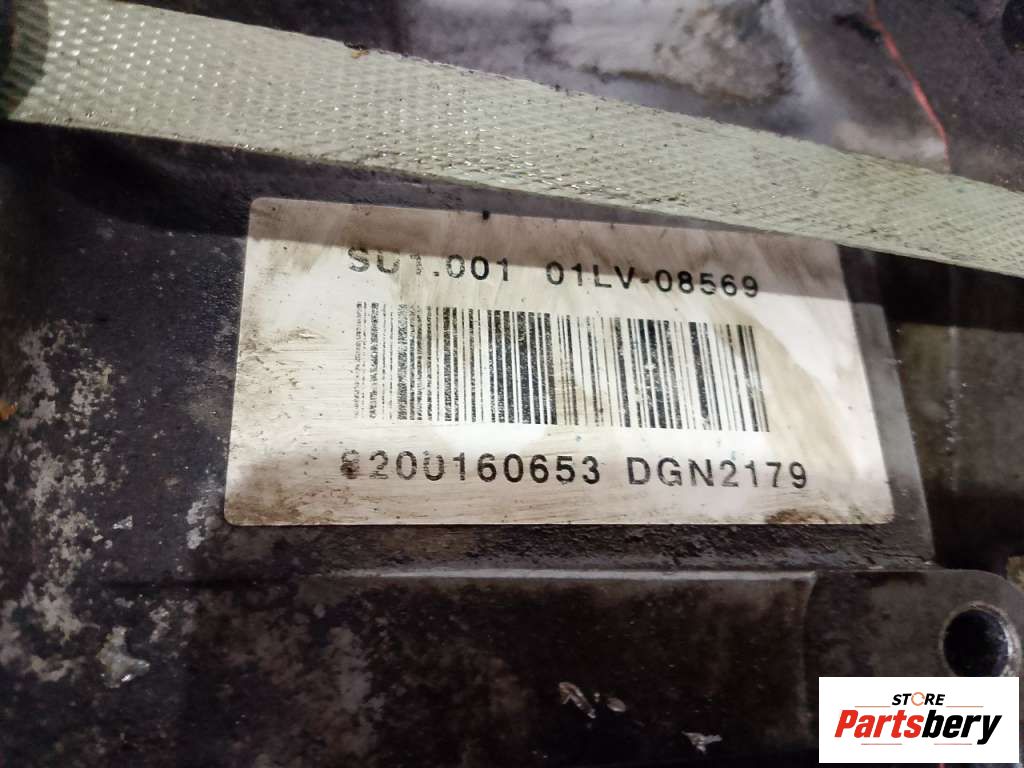 SU1.001 01LV-08569
8200160653 DGN2179
STORE
Partsbery